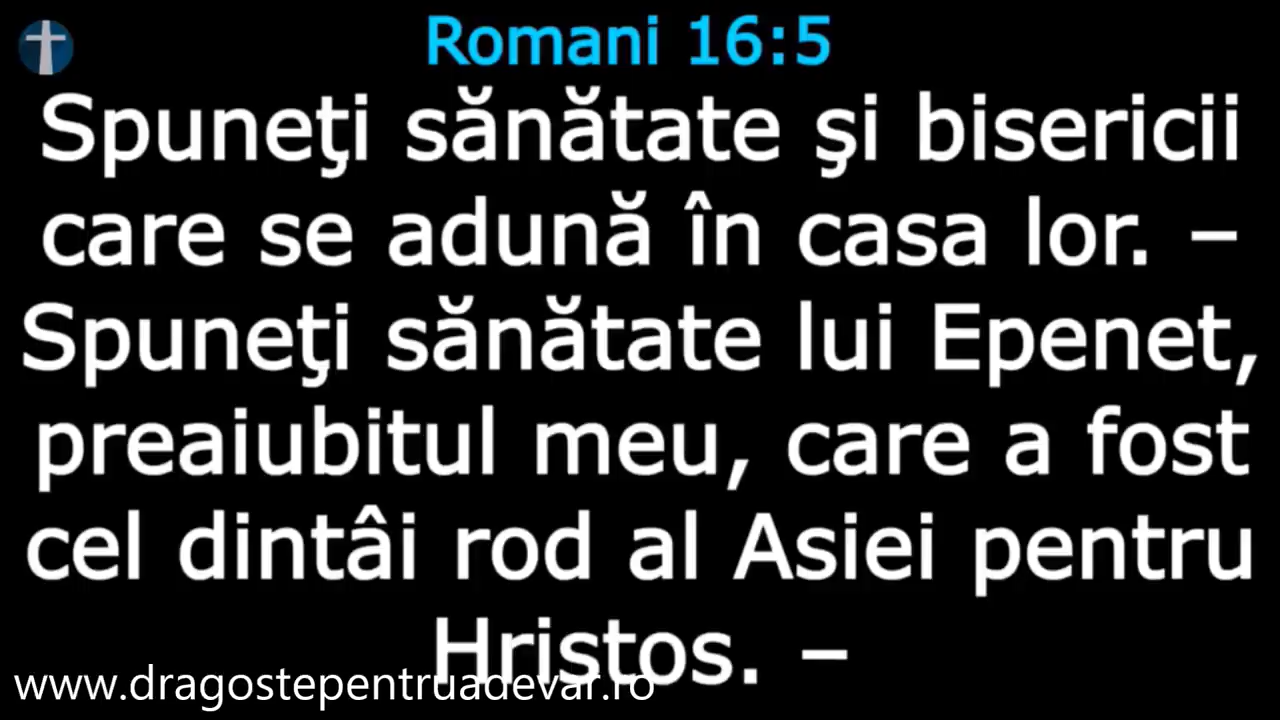 Romani 16:5
Spuneţi sănătate şi bisericii
care se adună în casa lor. –
Spuneţi sănătate lui Epenet,
preaiubitul meu, care a fost
cel dintâi rod al Asiei pentru
Hristos. –
www.dragostepentruadevar.ro